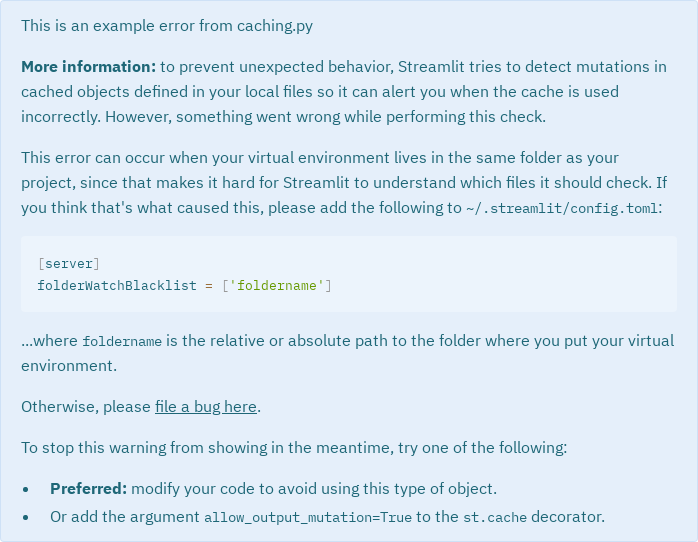 This is an example error from caching.py
More information: to prevent unexpected behavior, Streamlit tries to detect mutations in
cached objects defined in your local files so it can alert you when the cache is used
incorrectly. However, something went wrong while performing this check.
This error can occur when your virtual environment lives in the same folder as your
project, since that makes it hard for Streamlit to understand which files it should check. If
you think that's what caused this, please add the following to ~/.streamlit/config.toml:
[server]
folderWatchBlacklist = ['foldername']
...where foldername is the relative or absolute path to the folder where you put your virtual
environment.
Otherwise, please file a bug here.
To stop this warning from showing in the meantime, try one of the following:
• Preferred: modify your code to avoid using this type of object.
• Or add the argument allow_output_mutation=True to the st.cache decorator.